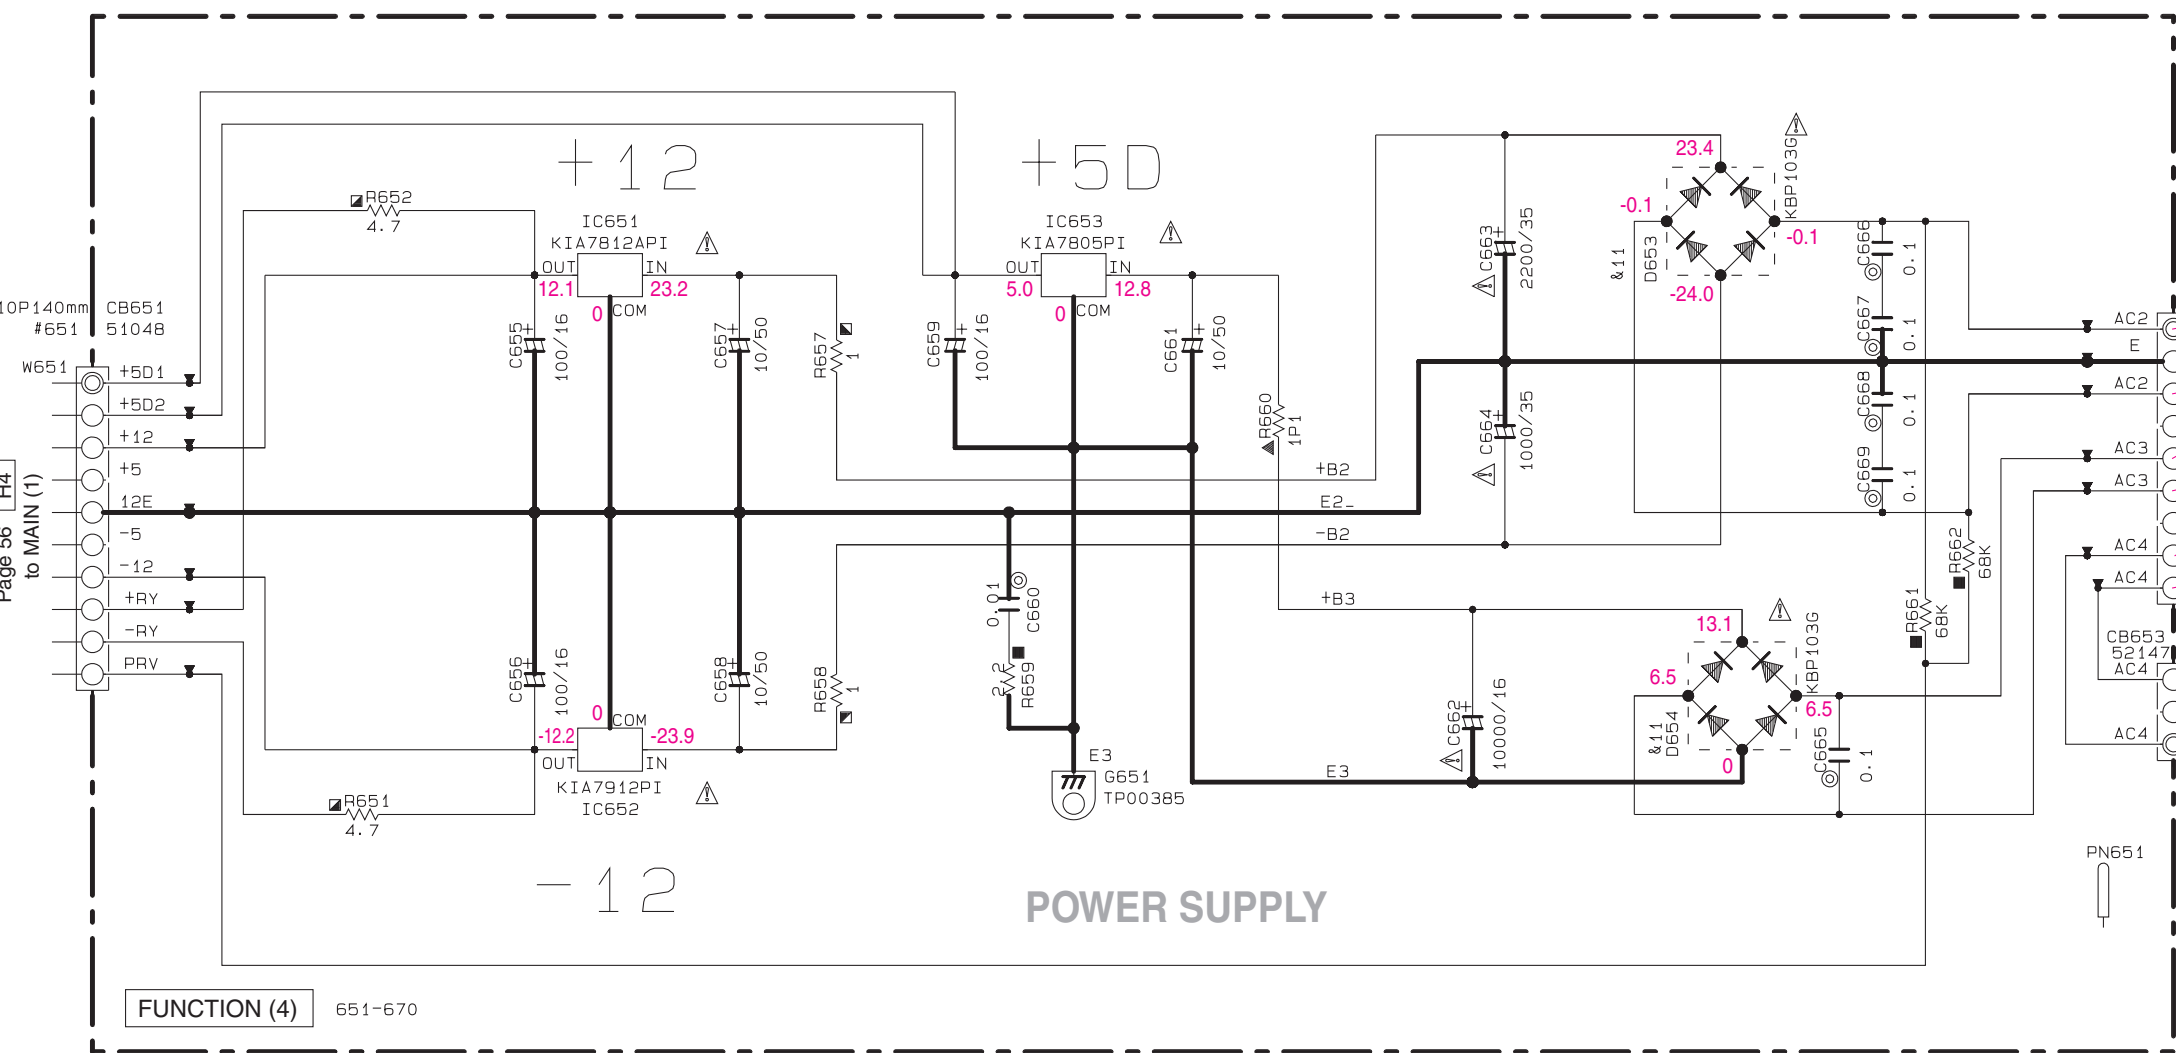 +12
+5D
23.4
KBP103G
R652
4.7
-0.1
-0.1
&11
D653
-24.0
IC651
KIA7812API
OUT
IN
12.1
23.2
0
COM
IC653
KIA7805PI
OUT
IN
5.0
12.8
0
COM
C663
+
2200/35
C666
0.1
C667
0.1
10P140mm
#651
CB651
51048
W651
C655
+
100/16
C657
+
10/50
R657
1
C659
+
100/16
C661
+
10/50
R660
1P1
C664
+
1000/35
C668
0.1
C669
0.1
AC2
E
AC2
AC3
AC3
AC4
AC4
+5D1
+5D2
+12
+5
12E
-5
-12
+RY
-RY
PRV
Page 56
H4
to MAIN (1)
+B2
E2-
-B2
+B3
0.01
C660
2.2
R659
R662
68K
R661
68K
CB653
52147
AC4
AC4
C656
+
100/16
C658
+
10/50
R658
1
0
COM
-12.2
-23.9
OUT
IN
KIA7912PI
IC652
R651
4.7
E3
G651
TP00385
E3
C662
+
10000/16
13.1
KBP103G
6.5
6.5
&11
D654
0
C665
0.1
PN651
-12
POWER SUPPLY
FUNCTION (4)
651-670